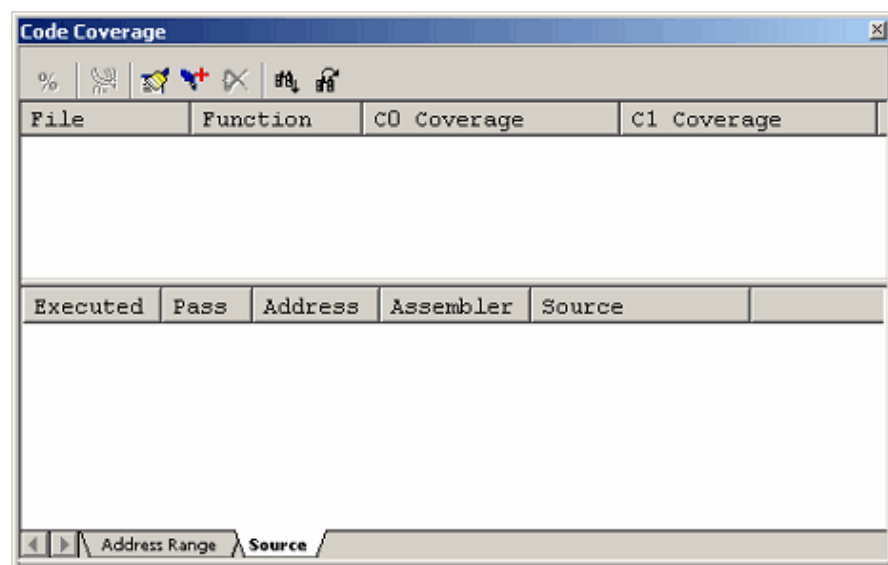 Code Coverage
%
File Function C0 Coverage C1 Coverage
Executed Pass Address Assembler Source
Address Range Source